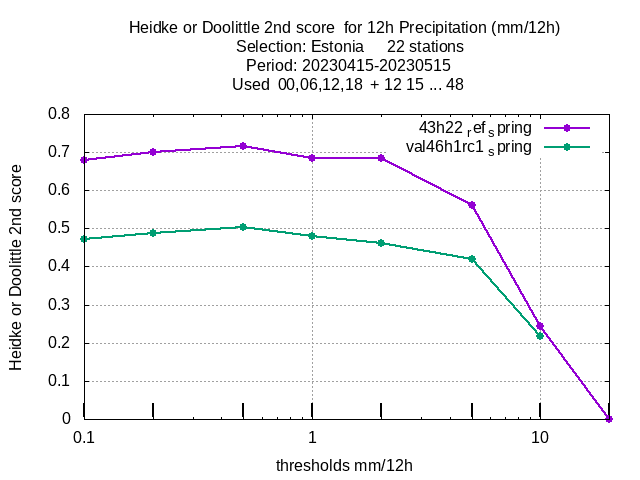 Heidke or Doolittle 2nd score  for 12h Precipitation (mm/12h)
Selection: Estonia     22 stations
Period: 20230415-20230515
Used  00,06,12,18  + 12 15 ... 48
43h22 ref spring
val46h1rc1 spring
0.8
0.7
0.6
0.5
0.4
0.3
0.2
0.1
0
Heidke or Doolittle 2nd score
0.1
1
10
thresholds mm/12h